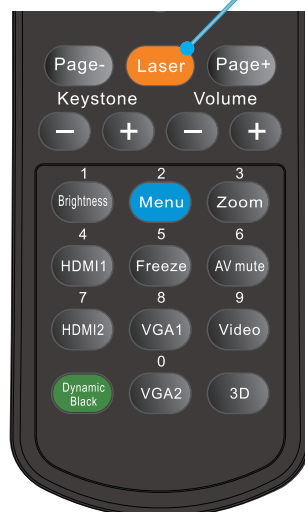 Page- Laser Page+
Keystone Volume
− + − +
1 2 3
Brightness Menu Zoom
4 5 6
HDMI1 Freeze AV mute
7 8 9
HDMI2 VGA1 Video
0
Dynamic
Black
VGA2 3D